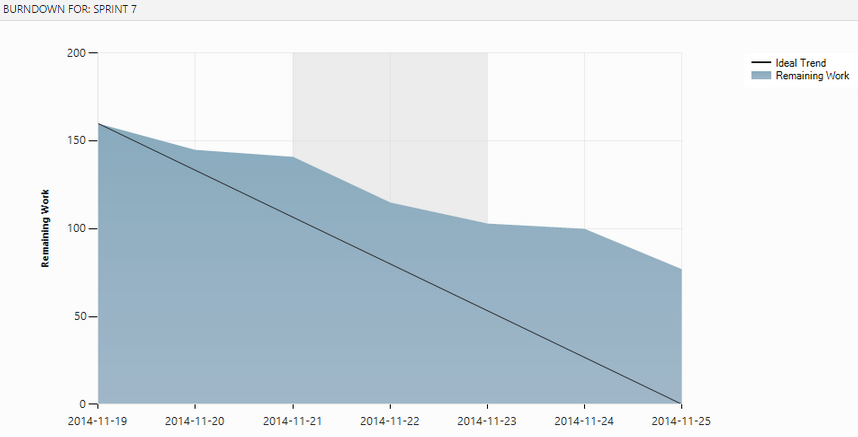 BURNDOWN FOR: SPRINT 7
Ideal Trend
Remaining Work
200
150
100
50
0
Remaining Work
2014-11-19 2014-11-20 2014-11-21 2014-11-22 2014-11-23 2014-11-24 2014-11-25